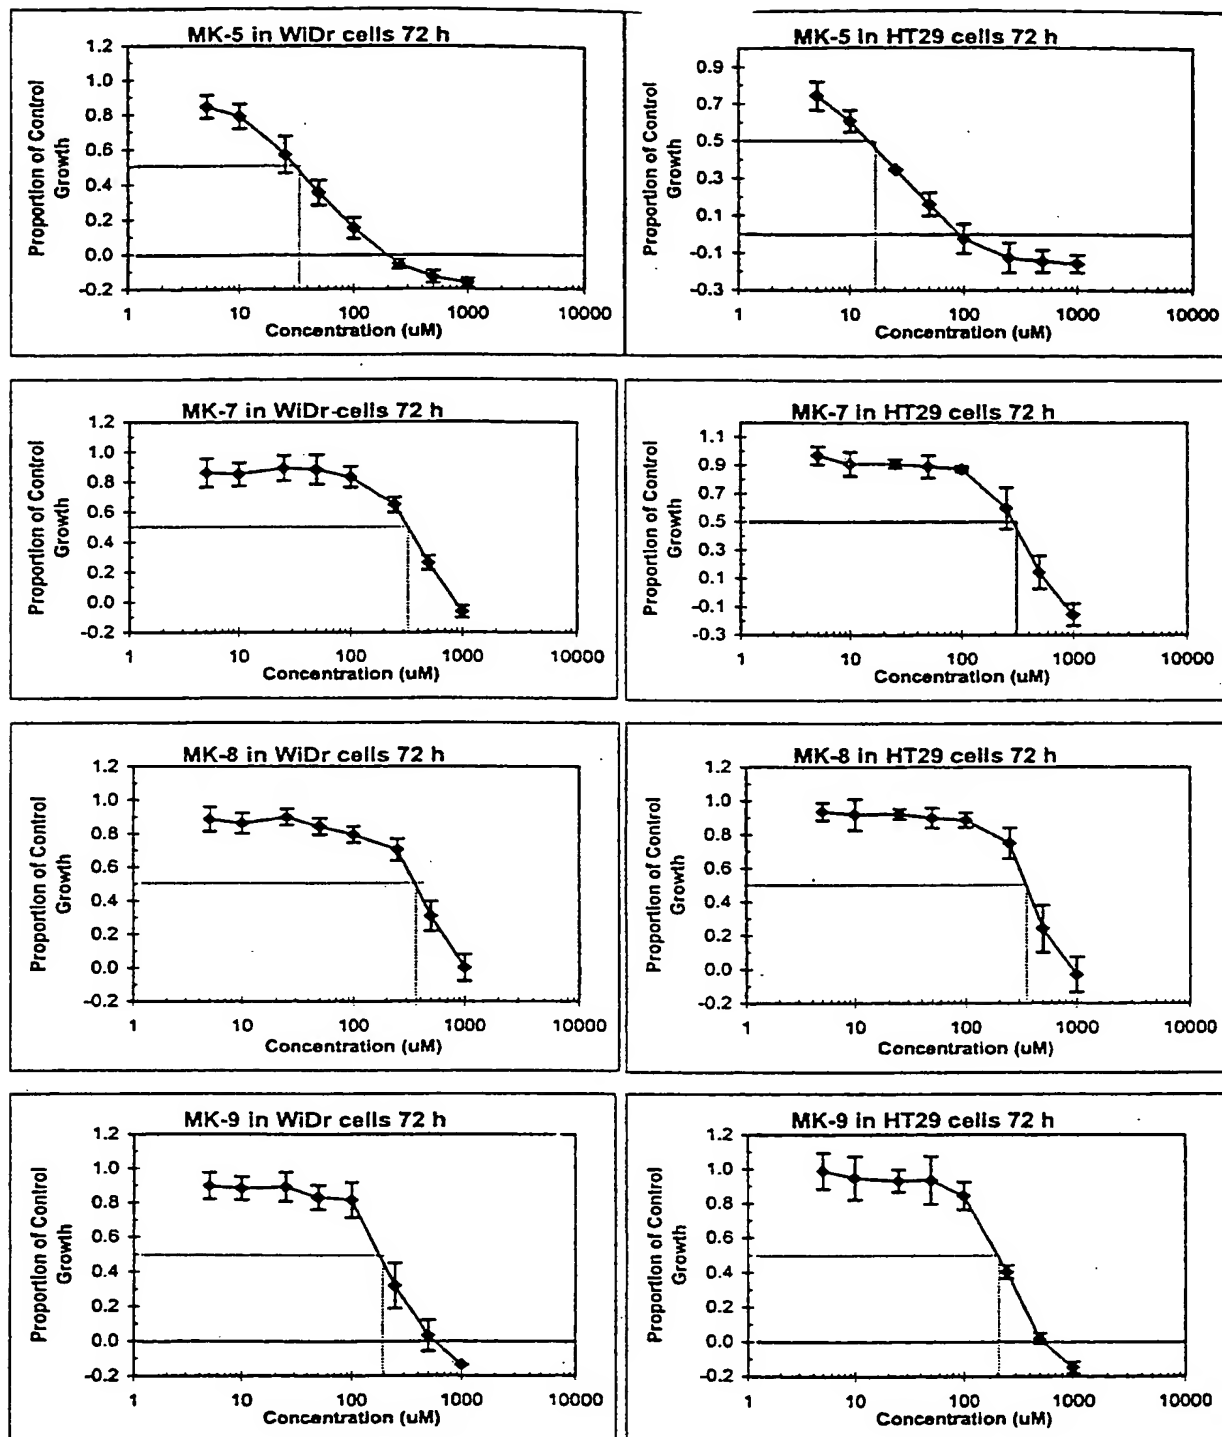 MK-5 in WiDr cells 72 h
Proportion of Control
Growth
1.2
1.0
0.8
0.6
0.4
0.2
0.0
-0.2
1 10 100 1000 10000
Concentration (uM)
MK-5 in HT29 cells 72 h
Proportion of Control
Growth
0.9
0.7
0.5
0.3
0.1
-0.1
-0.3
1 10 100 1000 10000
Concentration (uM)
MK-7 in WiDr-cells 72 h
Proportion of Control
Growth
1.2
1.0
0.8
0.6
0.4
0.2
0.0
-0.2
1 10 100 1000 10000
Concentration (uM)
MK-7 in HT29 cells 72 h
Proportion of Control
Growth
1.1
0.9
0.7
0.5
0.3
0.1
-0.1
-0.3
1 10 100 1000 10000
Concentration (uM)
MK-8 in WiDr cells 72 h
Proportion of Control
Growth
1.2
1.0
0.8
0.6
0.4
0.2
0.0
-0.2
1 10 100 1000 10000
Concentration (uM)
MK-8 in HT29 cells 72 h
Proportion of Control
Growth
1.2
1.0
0.8
0.6
0.4
0.2
0.0
-0.2
1 10 100 1000 10000
Concentration (uM)
MK-9 in WiDr cells 72 h
Proportion of Control
Growth
1.2
1.0
0.8
0.6
0.4
0.2
0.0
-0.2
1 10 100 1000 10000
Concentration (uM)
MK-9 in HT29 cells 72 h
Proportion of Control
Growth
1.2
1.0
0.8
0.6
0.4
0.2
0.0
-0.2
1 10 100 1000 10000
Concentration (uM)